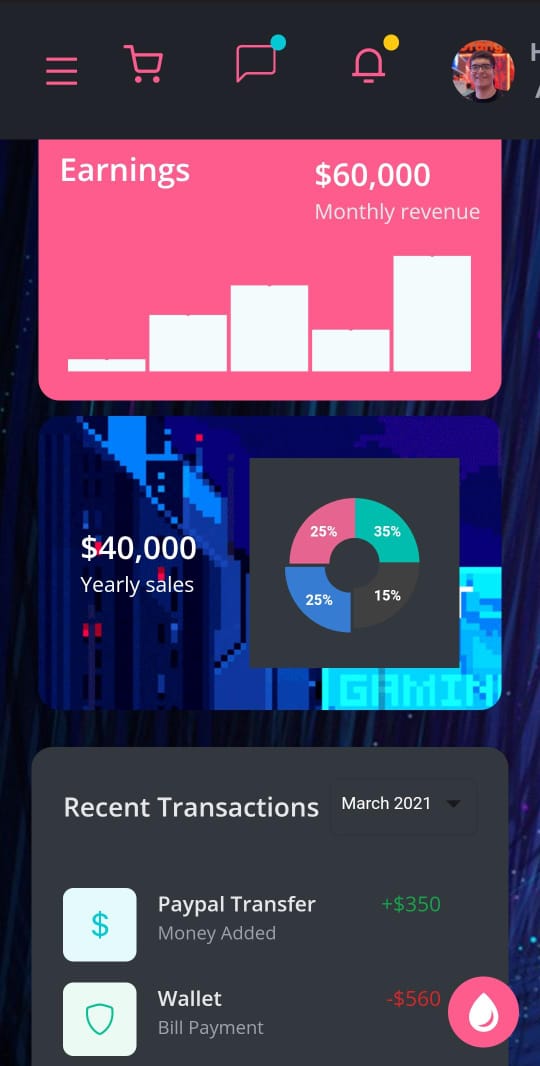 H
A
Earnings
$60,000
Monthly revenue
$40,000
Yearly sales
25%
35%
25%
15%
GAMIN
Recent Transactions
March 2021
$
Paypal Transfer
+$350
Money Added
Wallet
-$560
Bill Payment